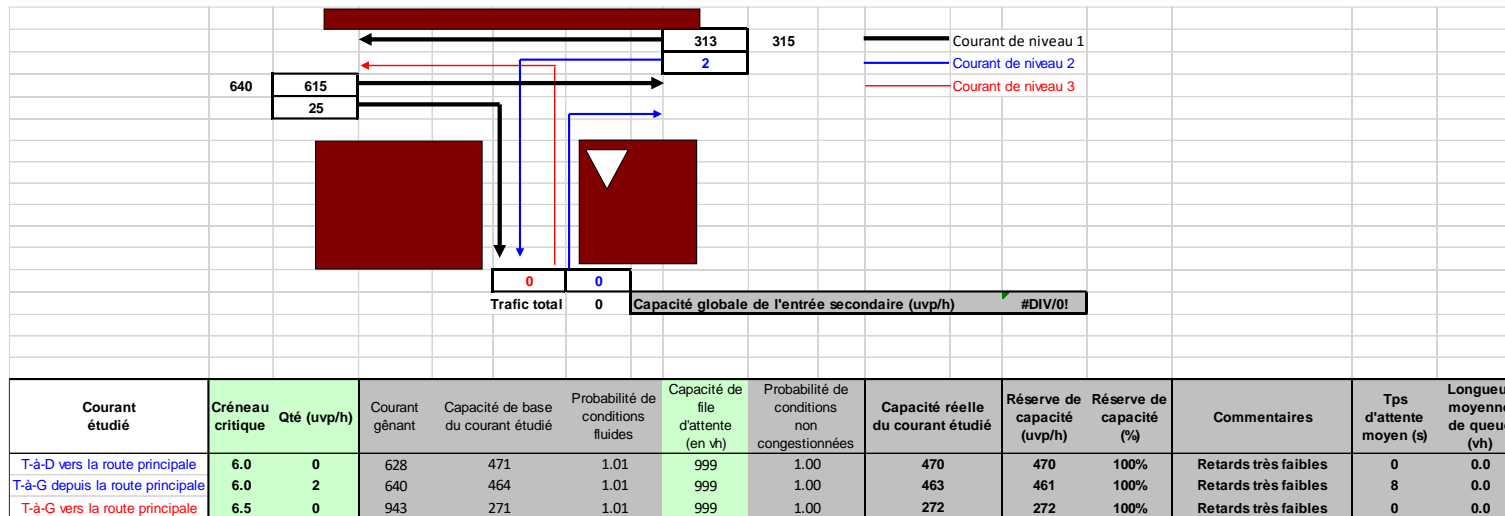 313 315 Courant de niveau 1
2 Courant de niveau 2
640 615 Courant de niveau 3
25
0 0
Trafic total 0 Capacité globale de l'entrée secondaire (uvp/h) #DIV/0!
Courant étudié
Créneau critique
Qté (uvp/h)
Courant gênant
Capacité de base du courant étudié
Probabilité de conditions fluides
Capacité de file d'attente (en vh)
Probabilité de conditions non congestionnées
Capacité réelle du courant étudié
Réserve de capacité (uvp/h)
Réserve de capacité (%)
Commentaires
Tps d'attente moyen (s)
Longueur moyenne de queue (vh)
T-à-D vers la route principale 6.0 0 628 471 1.01 999 1.00 470 470 100% Retards très faibles 0 0.0
T-à-G depuis la route principale 6.0 2 640 464 1.01 999 1.00 463 461 100% Retards très faibles 8 0.0
T-à-G vers la route principale 6.5 0 943 271 1.01 999 1.00 272 272 100% Retards très faibles 0 0.0